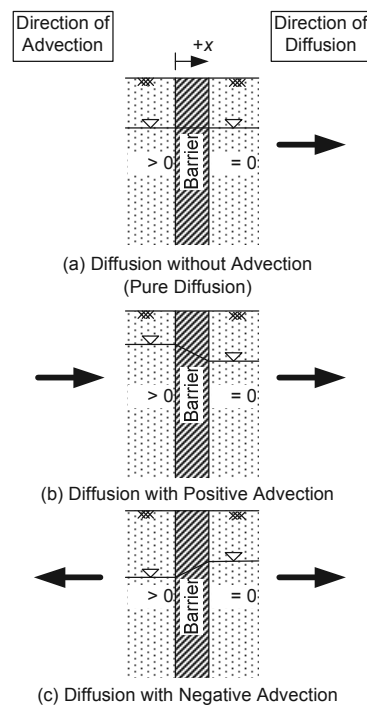 Direction of
Advection
+x
Direction of
Diffusion
> 0
Barrier
= 0
(a) Diffusion without Advection
(Pure Diffusion)
> 0
Barrier
= 0
(b) Diffusion with Positive Advection
> 0
Barrier
= 0
(c) Diffusion with Negative Advection